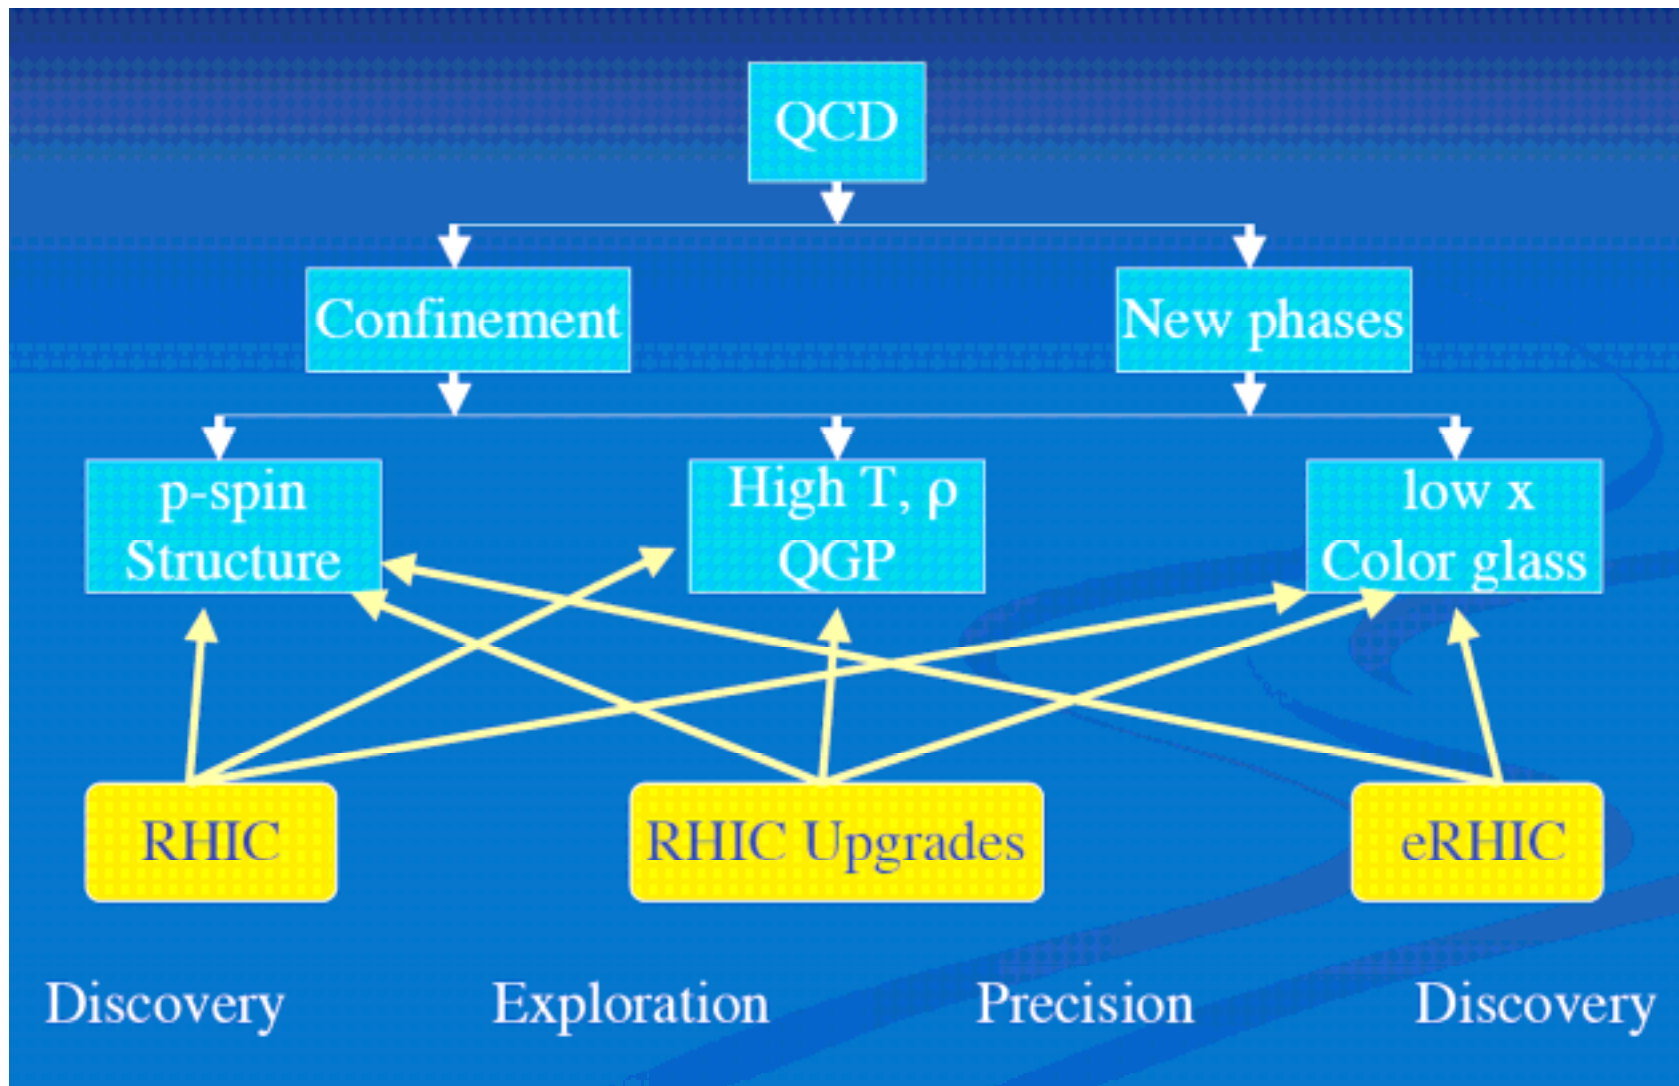 QCD
Confinement
New phases
p-spin
Structure
High T, ρ
QGP
low x
Color glass
RHIC
RHIC Upgrades
eRHIC
Discovery
Exploration
Precision
Discovery